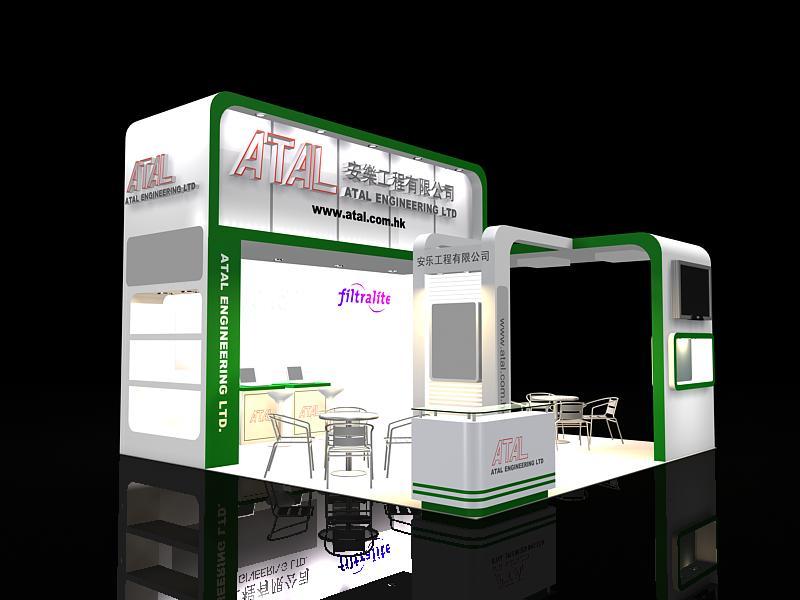 ATAL
ATAL ENGINEERING LTD.
ATAL
安樂工程有限公司
ATAL ENGINEERING LTD
www.atal.com.hk
ATAL ENGINEERING LTD.
filtralite
安乐工程有限公司
www.atal.com
ATAL
ATAL
ATAL
ATAL ENGINEERING LTD